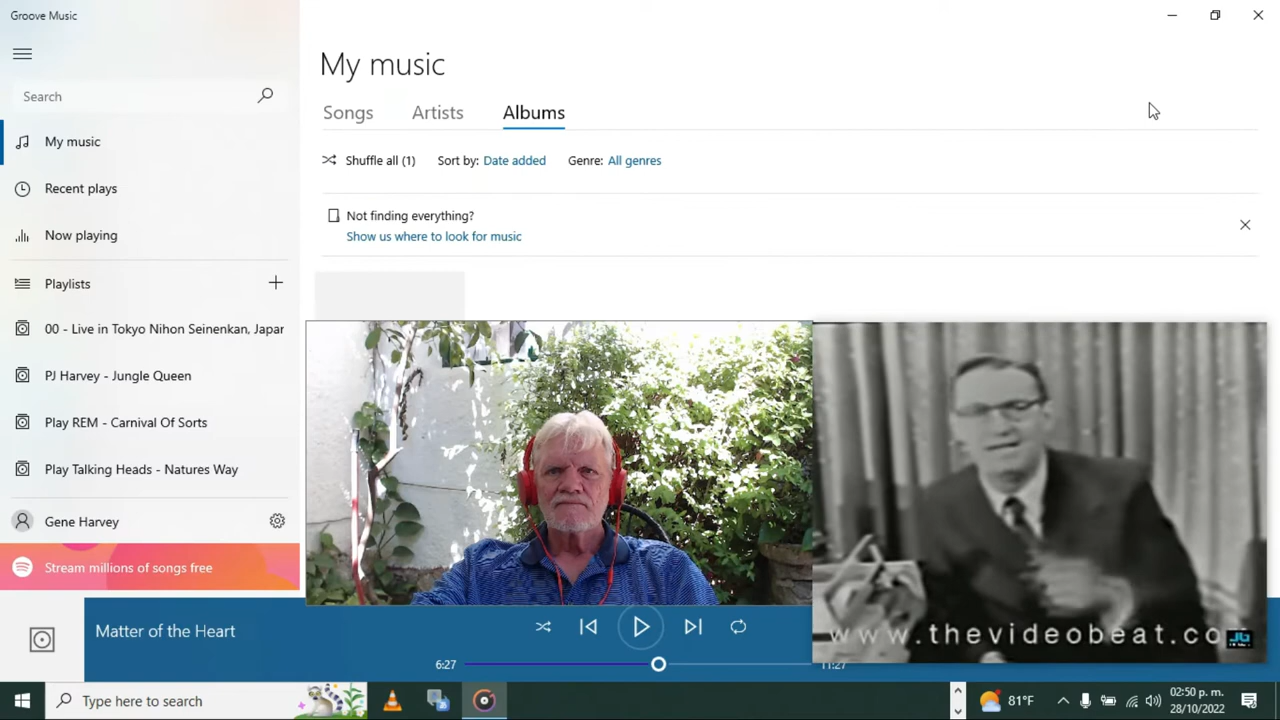 Groove Music
Search
My music
Recent plays
Now playing
Playlists
00 - Live in Tokyo Nihon Seinenkan, Japar
PJ Harvey - Jungle Queen
Play REM - Carnival Of Sorts
Play Talking Heads - Natures Way
Gene Harvey
Stream millions of songs free
My music
Songs Artists Albums
Shuffle all (1) Sort by: Date added Genre: All genres
Not finding everything?
Show us where to look for music
www.thevideobeat.co
Matter of the Heart
6:27 11:27
Type here to search
81°F
02:50 p. m.
28/10/2022